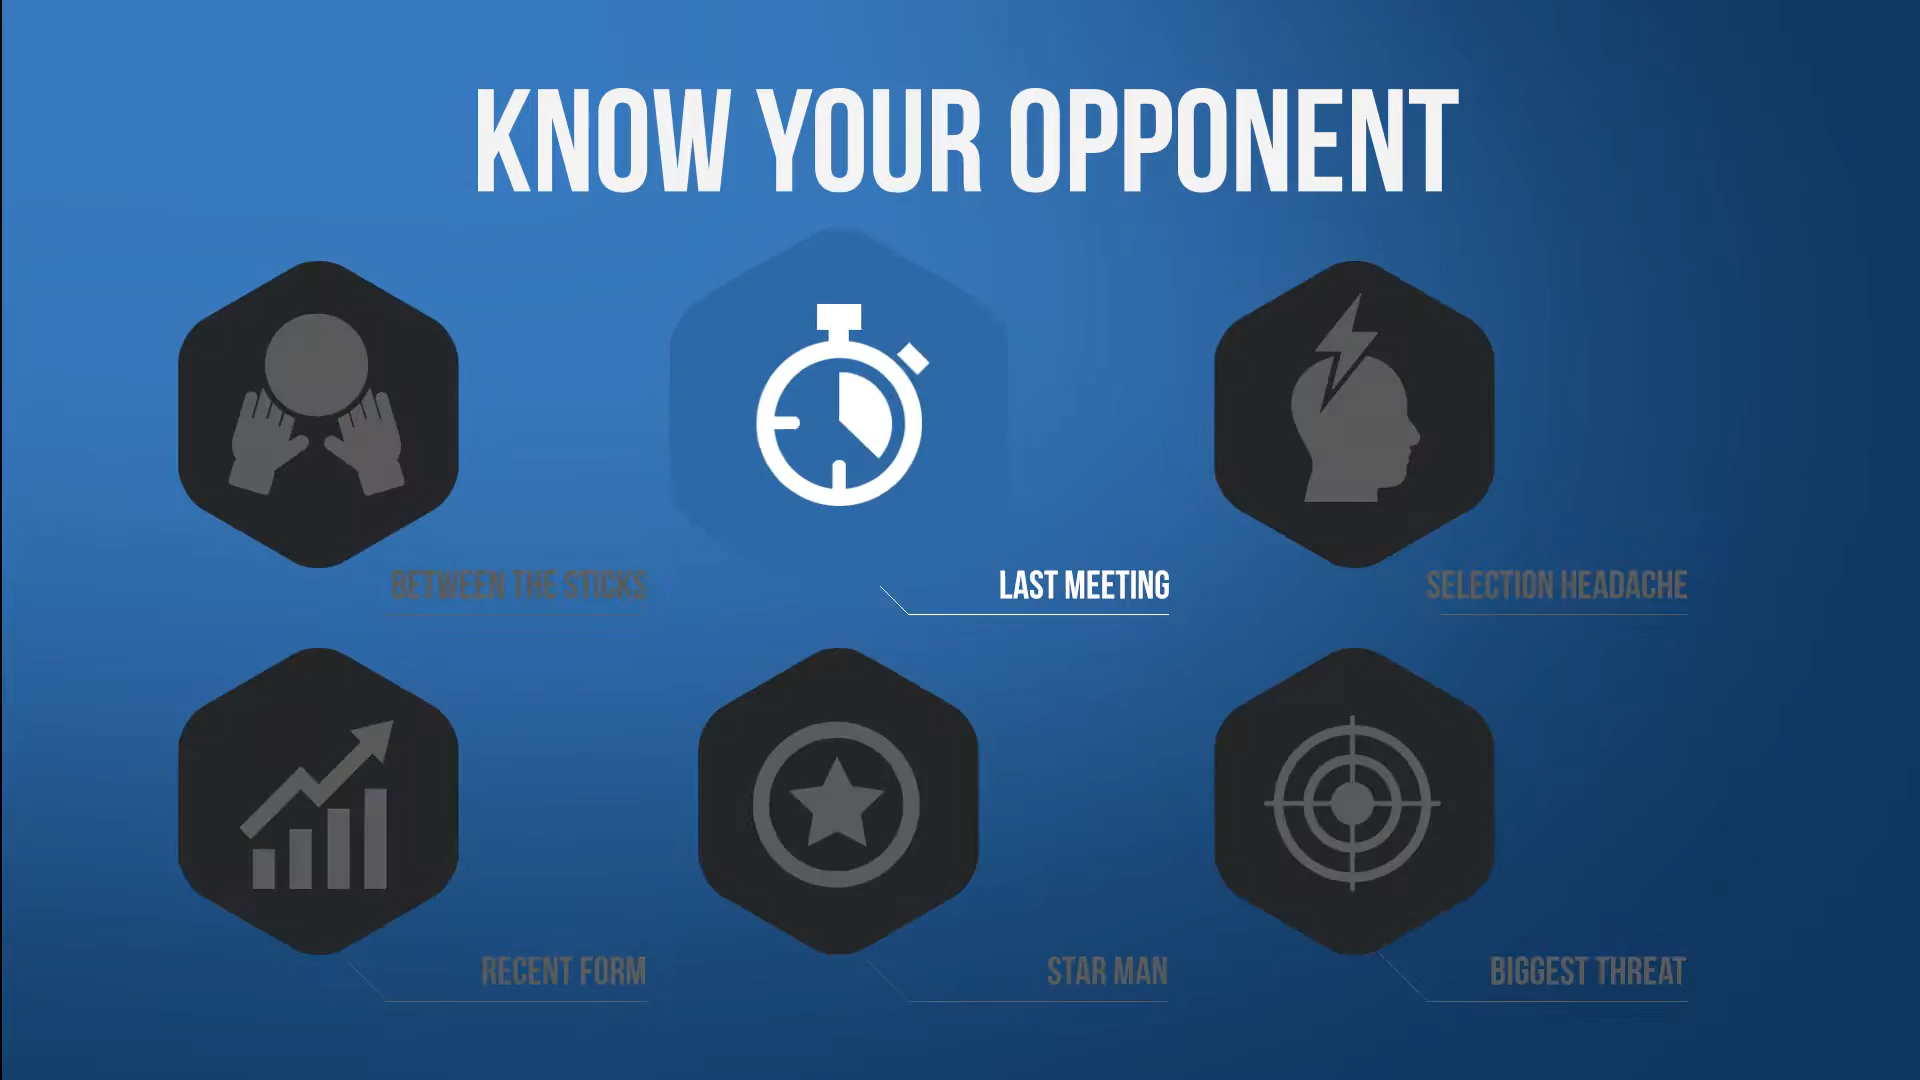 KNOW YOUR OPPONENT
BETWEEN THE STICKS
LAST MEETING
SELECTION HEADACHE
RECENT FORM
STAR MAN
BIGGEST THREAT